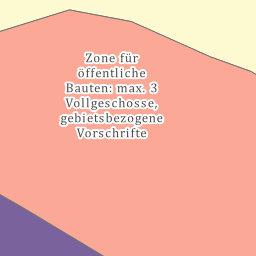 Zone für
öffentliche
Bauten: max. 3
Vollgeschosse,
gebietsbezogene
Vorschrifte